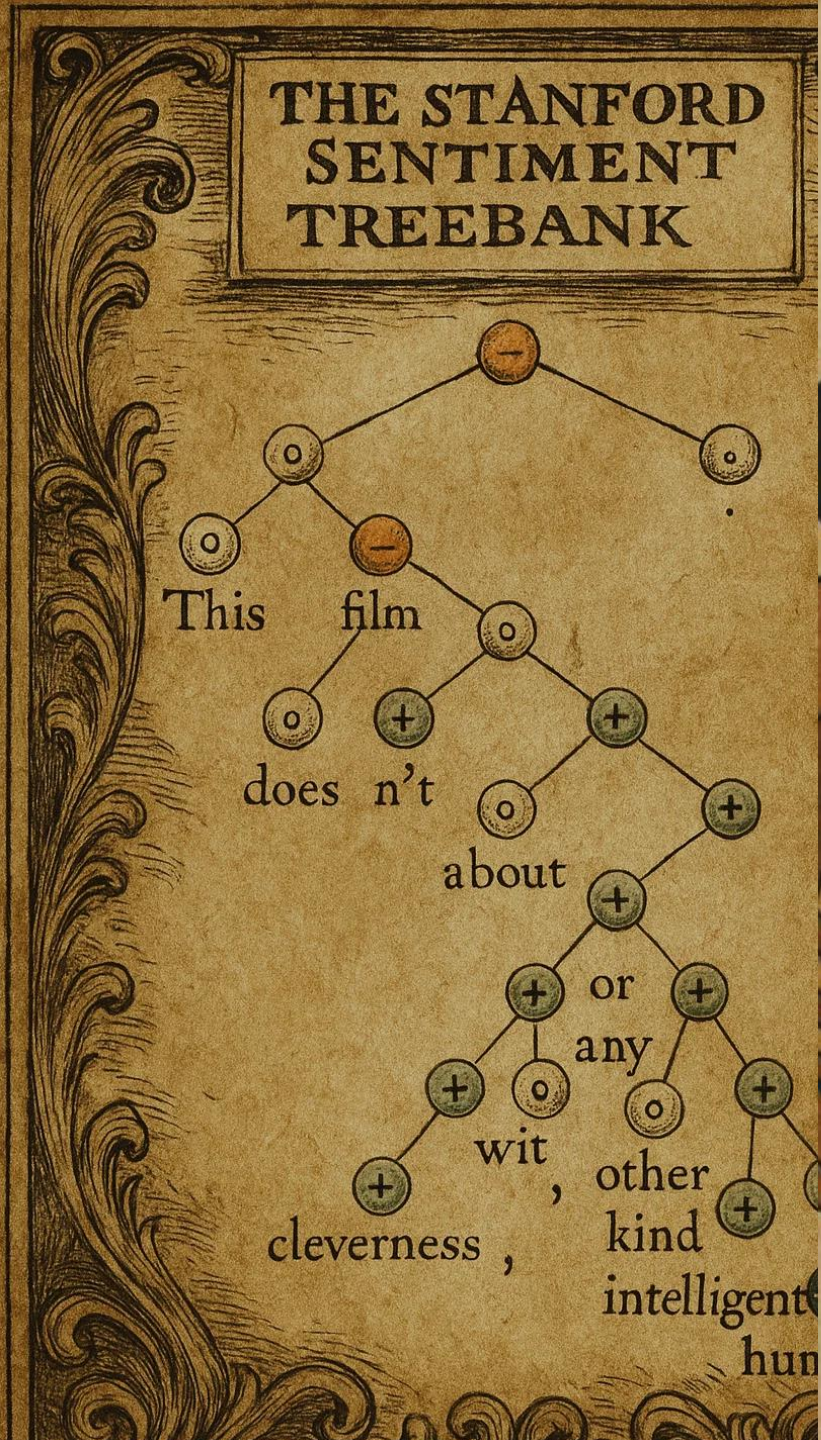 THE STANFORD
SENTIMENT
TREEBANK
This film
.
does n't
about
or
any
wit ,
other
cleverness ,
kind
intelligent